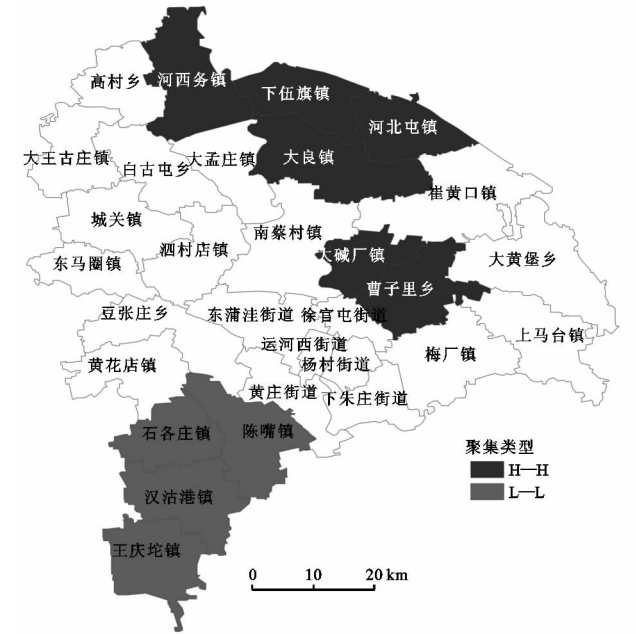 高村乡
河西务镇
下伍旗镇
河北屯镇
大王古庄镇
白古屯乡
大孟庄镇
大良镇
崔黄口镇
城关镇
泗村店镇
南蔡村镇
大碱厂镇
大黄堡乡
东马圈镇
曹子里乡
豆张庄乡
东蒲洼街道
徐官屯街道
上马台镇
黄花店镇
运河西街道
杨村街道
梅厂镇
黄庄街道
下朱庄街道
石各庄镇
陈嘴镇
聚集类型
H—H
L—L
汉沽港镇
王庆坨镇
0 10 20 km